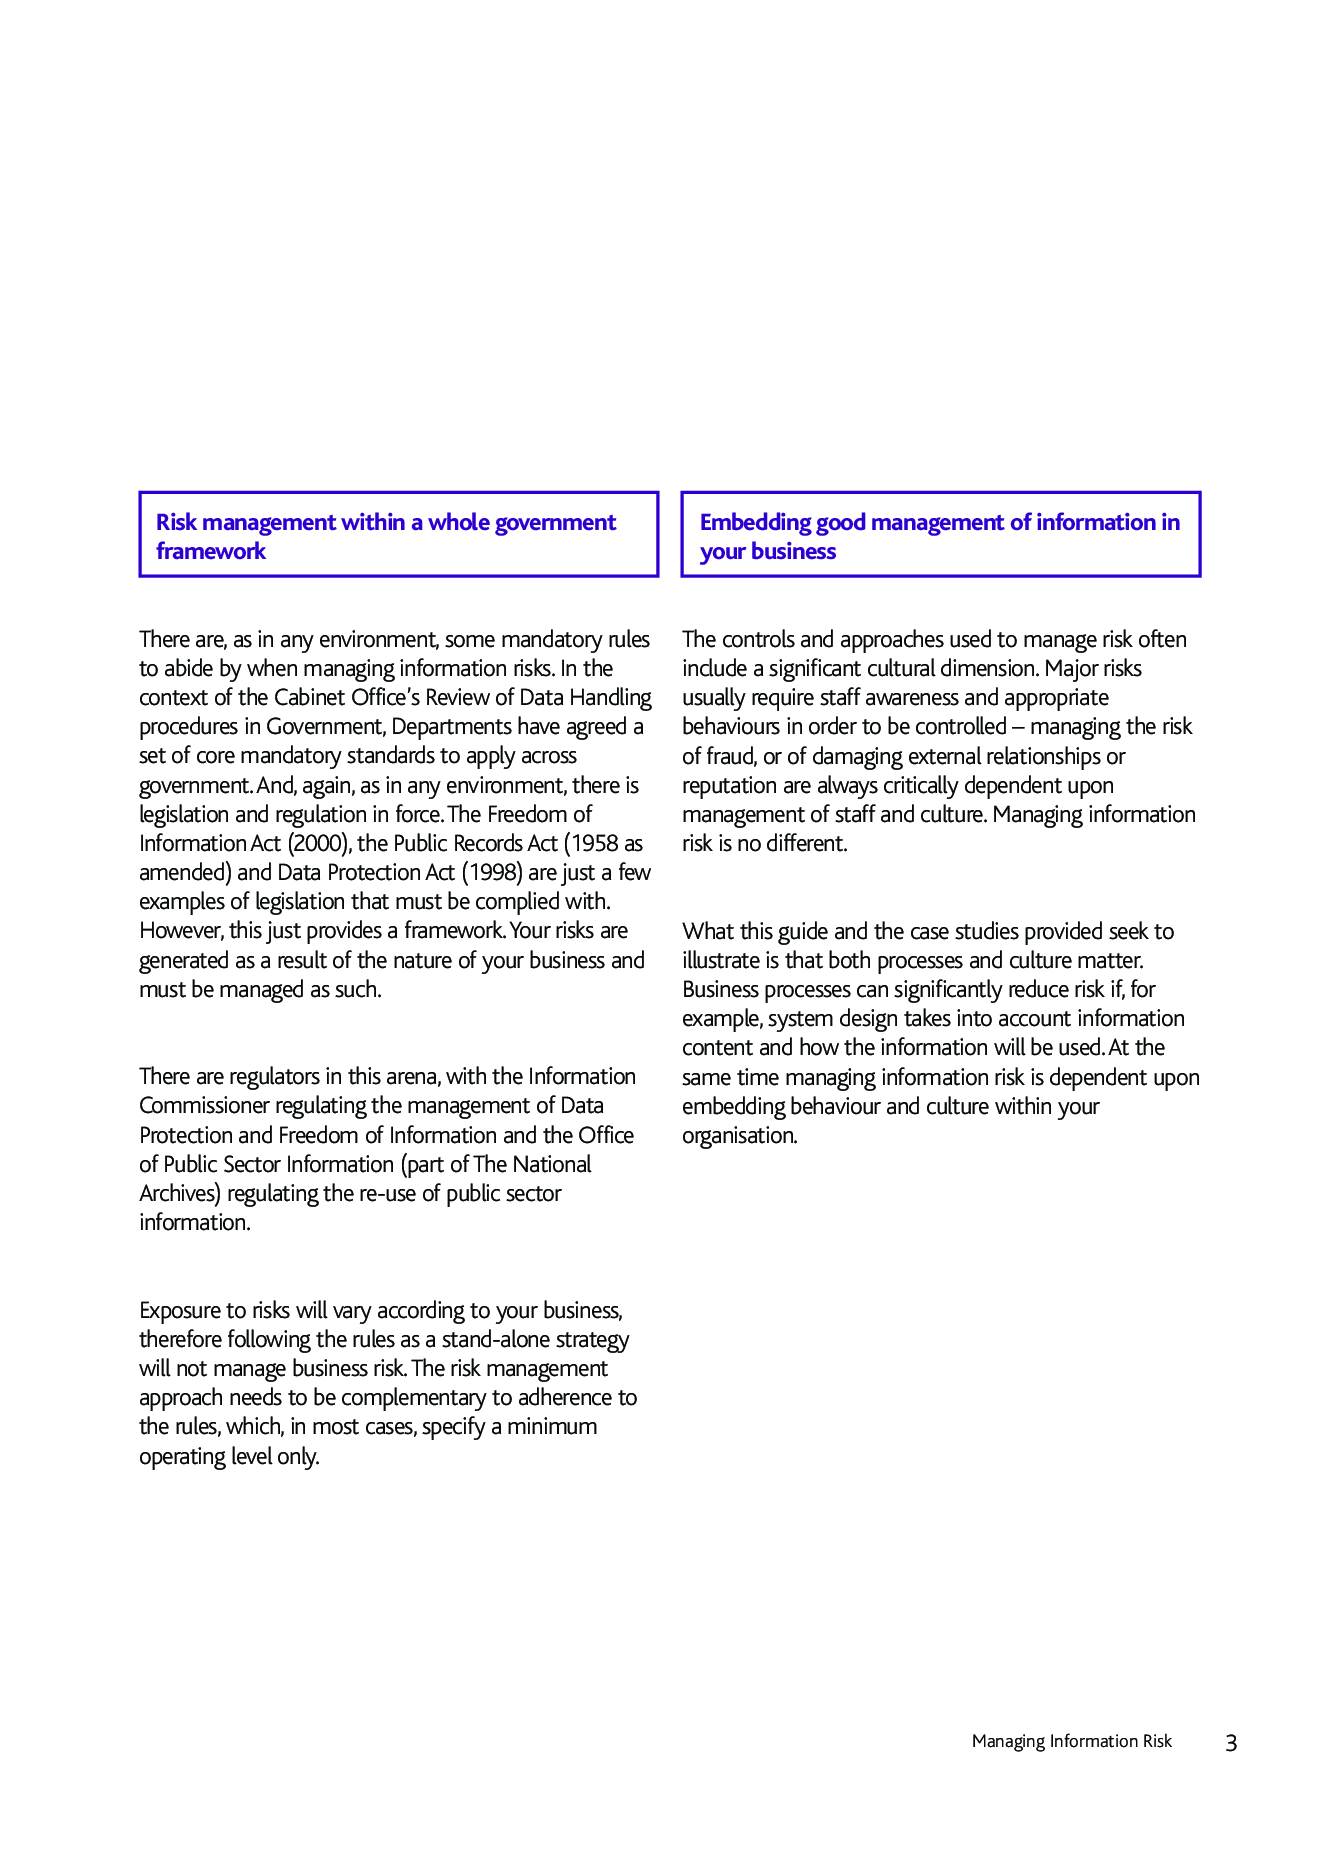 Risk management within a whole government
framework
There are, as in any environment, some mandatory rules
to abide by when managing information risks. In the
context of the Cabinet Office's Review of Data Handling
procedures in Government, Departments have agreed a
set of core mandatory standards to apply across
government. And, again, as in any environment, there is
legislation and regulation in force. The Freedom of
Information Act (2000), the Public Records Act (1958 as
amended) and Data Protection Act (1998) are just a few
examples of legislation that must be complied with.
However, this just provides a framework. Your risks are
generated as a result of the nature of your business and
must be managed as such.
There are regulators in this arena, with the Information
Commissioner regulating the management of Data
Protection and Freedom of Information and the Office
of Public Sector Information (part of The National
Archives) regulating the re-use of public sector
information.
Exposure to risks will vary according to your business,
therefore following the rules as a stand-alone strategy
will not manage business risk. The risk management
approach needs to be complementary to adherence to
the rules, which, in most cases, specify a minimum
operating level only.
Embedding good management of information in
your business
The controls and approaches used to manage risk often
include a significant cultural dimension. Major risks
usually require staff awareness and appropriate
behaviours in order to be controlled – managing the risk
of fraud, or of damaging external relationships or
reputation are always critically dependent upon
management of staff and culture. Managing information
risk is no different.
What this guide and the case studies provided seek to
illustrate is that both processes and culture matter.
Business processes can significantly reduce risk if, for
example, system design takes into account information
content and how the information will be used. At the
same time managing information risk is dependent upon
embedding behaviour and culture within your
organisation.
Managing Information Risk 3